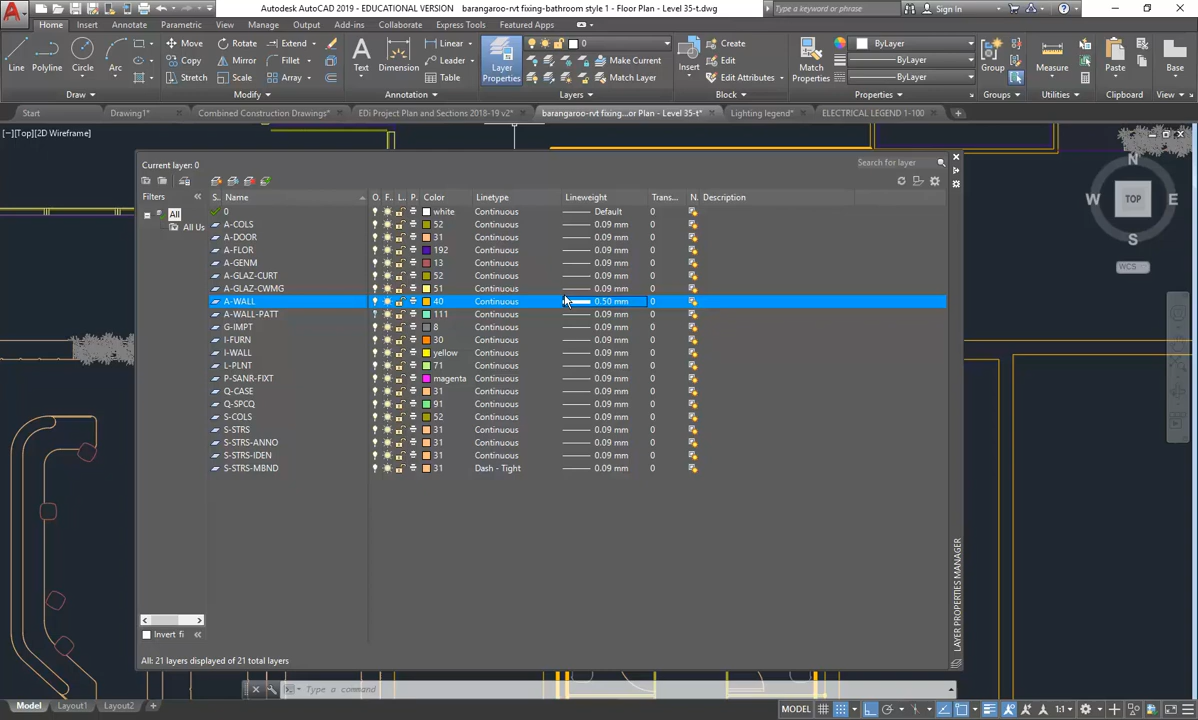 Autodesk AutoCAD 2019 - EDUCATIONAL VERSION barangaroo-rvt fixing-bathroom style 1 - Floor Plan - Level 35-t.dwg Type a keyword or phrase Sign In
Home Insert Annotate Parametric View Manage Output Add-ins Collaborate Express Tools Featured Apps
Line Polyline Circle Arc
Move Rotate Extend
Copy Mirror Fillet
Stretch Scale Array
Text Dimension
Linear
Leader
Table
Layer Properties
0
Make Current
Match Layer
Insert
Create
Edit
Edit Attributes
Match Properties
ByLayer
ByLayer
ByLayer
Group Measure Paste Base
Draw Modify Annotation Layers Block Properties Groups Utilities Clipboard View
Start Drawing1* Combined Construction Drawings* EDi Project Plan and Sections 2018-19 v2* barangaroo-rvt fixing...or Plan - Level 35-t* Lighting legend* ELECTRICAL LEGEND 1-100
[−][Top][2D Wireframe]
N
W TOP E
S
WCS
Current layer: 0
Search for layer
Filters
All
All Us
S.. Name O. F.. L.. P.. Color Linetype Lineweight Trans... N. Description
0 white Continuous Default 0
A-COLS 52 Continuous 0.09 mm 0
A-DOOR 31 Continuous 0.09 mm 0
A-FLOR 192 Continuous 0.09 mm 0
A-GENM 13 Continuous 0.09 mm 0
A-GLAZ-CURT 52 Continuous 0.09 mm 0
A-GLAZ-CWMG 51 Continuous 0.09 mm 0
A-WALL 40 Continuous 0.50 mm 0
A-WALL-PATT 111 Continuous 0.09 mm 0
G-IMPT 8 Continuous 0.09 mm 0
I-FURN 30 Continuous 0.09 mm 0
I-WALL yellow Continuous 0.09 mm 0
L-PLNT 71 Continuous 0.09 mm 0
P-SANR-FIXT magenta Continuous 0.09 mm 0
Q-CASE 31 Continuous 0.09 mm 0
Q-SPCQ 91 Continuous 0.09 mm 0
S-COLS 52 Continuous 0.09 mm 0
S-STRS 31 Continuous 0.09 mm 0
S-STRS-ANNO 31 Continuous 0.09 mm 0
S-STRS-IDEN 31 Continuous 0.09 mm 0
S-STRS-MBND 31 Dash - Tight 0.09 mm 0
Invert fi
All: 21 layers displayed of 21 total layers
LAYER PROPERTIES MANAGER
Type a command
Model Layout1 Layout2 + MODEL 1:1